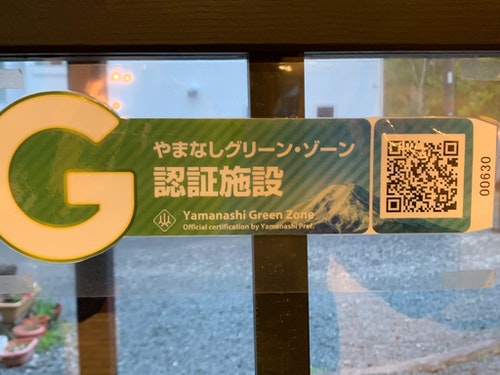 G
やまなしグリーン・ゾーン
認証施設
Yamanashi Green Zone
Official certification by Yamanashi Pref.
00630